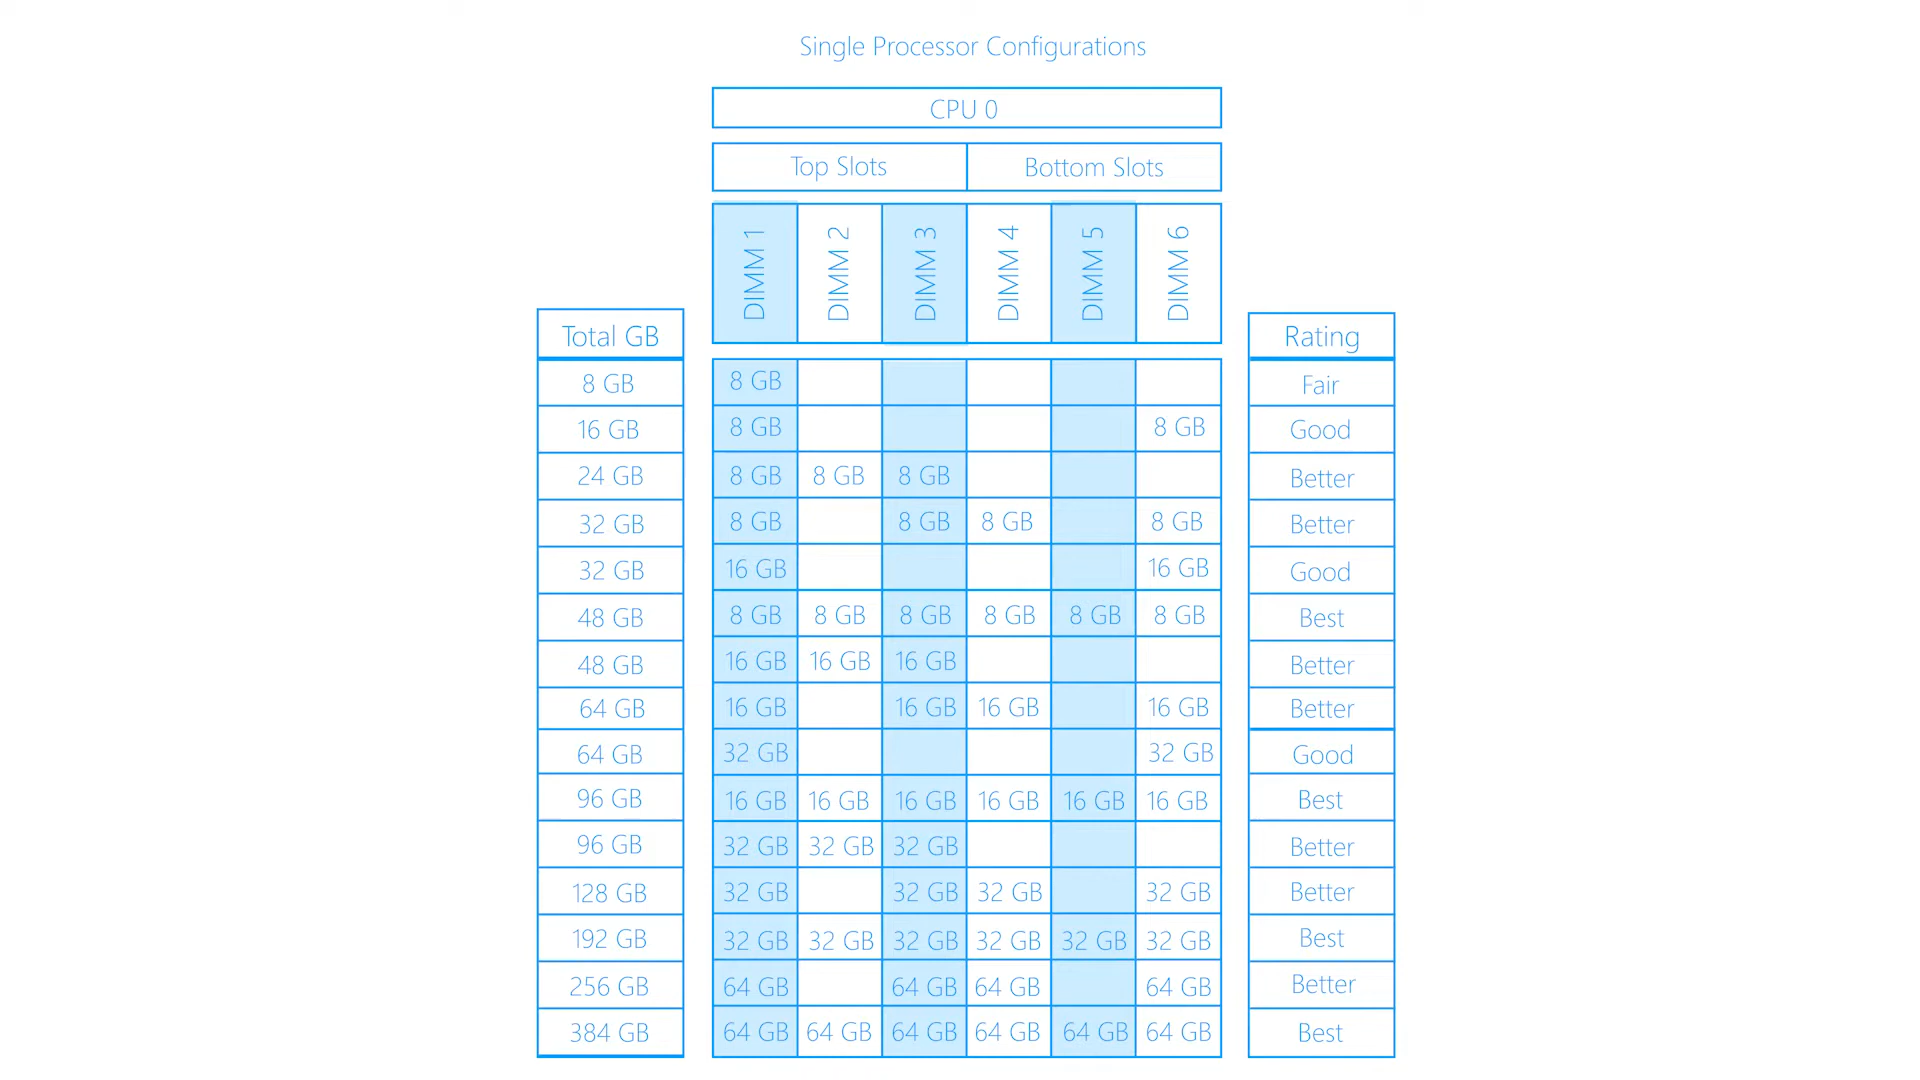 Single Processor Configurations
CPU 0
Top Slots Bottom Slots
DIMM 1 DIMM 2 DIMM 3 DIMM 4 DIMM 5 DIMM 6
Total GB Rating
8 GB 8 GB Fair
16 GB 8 GB 8 GB Good
24 GB 8 GB 8 GB 8 GB Better
32 GB 8 GB 8 GB 8 GB 8 GB Better
32 GB 16 GB 16 GB Good
48 GB 8 GB 8 GB 8 GB 8 GB 8 GB 8 GB Best
48 GB 16 GB 16 GB 16 GB Better
64 GB 16 GB 16 GB 16 GB 16 GB Better
64 GB 32 GB 32 GB Good
96 GB 16 GB 16 GB 16 GB 16 GB 16 GB 16 GB Best
96 GB 32 GB 32 GB 32 GB Better
128 GB 32 GB 32 GB 32 GB 32 GB Better
192 GB 32 GB 32 GB 32 GB 32 GB 32 GB 32 GB Best
256 GB 64 GB 64 GB 64 GB 64 GB Better
384 GB 64 GB 64 GB 64 GB 64 GB 64 GB 64 GB Best